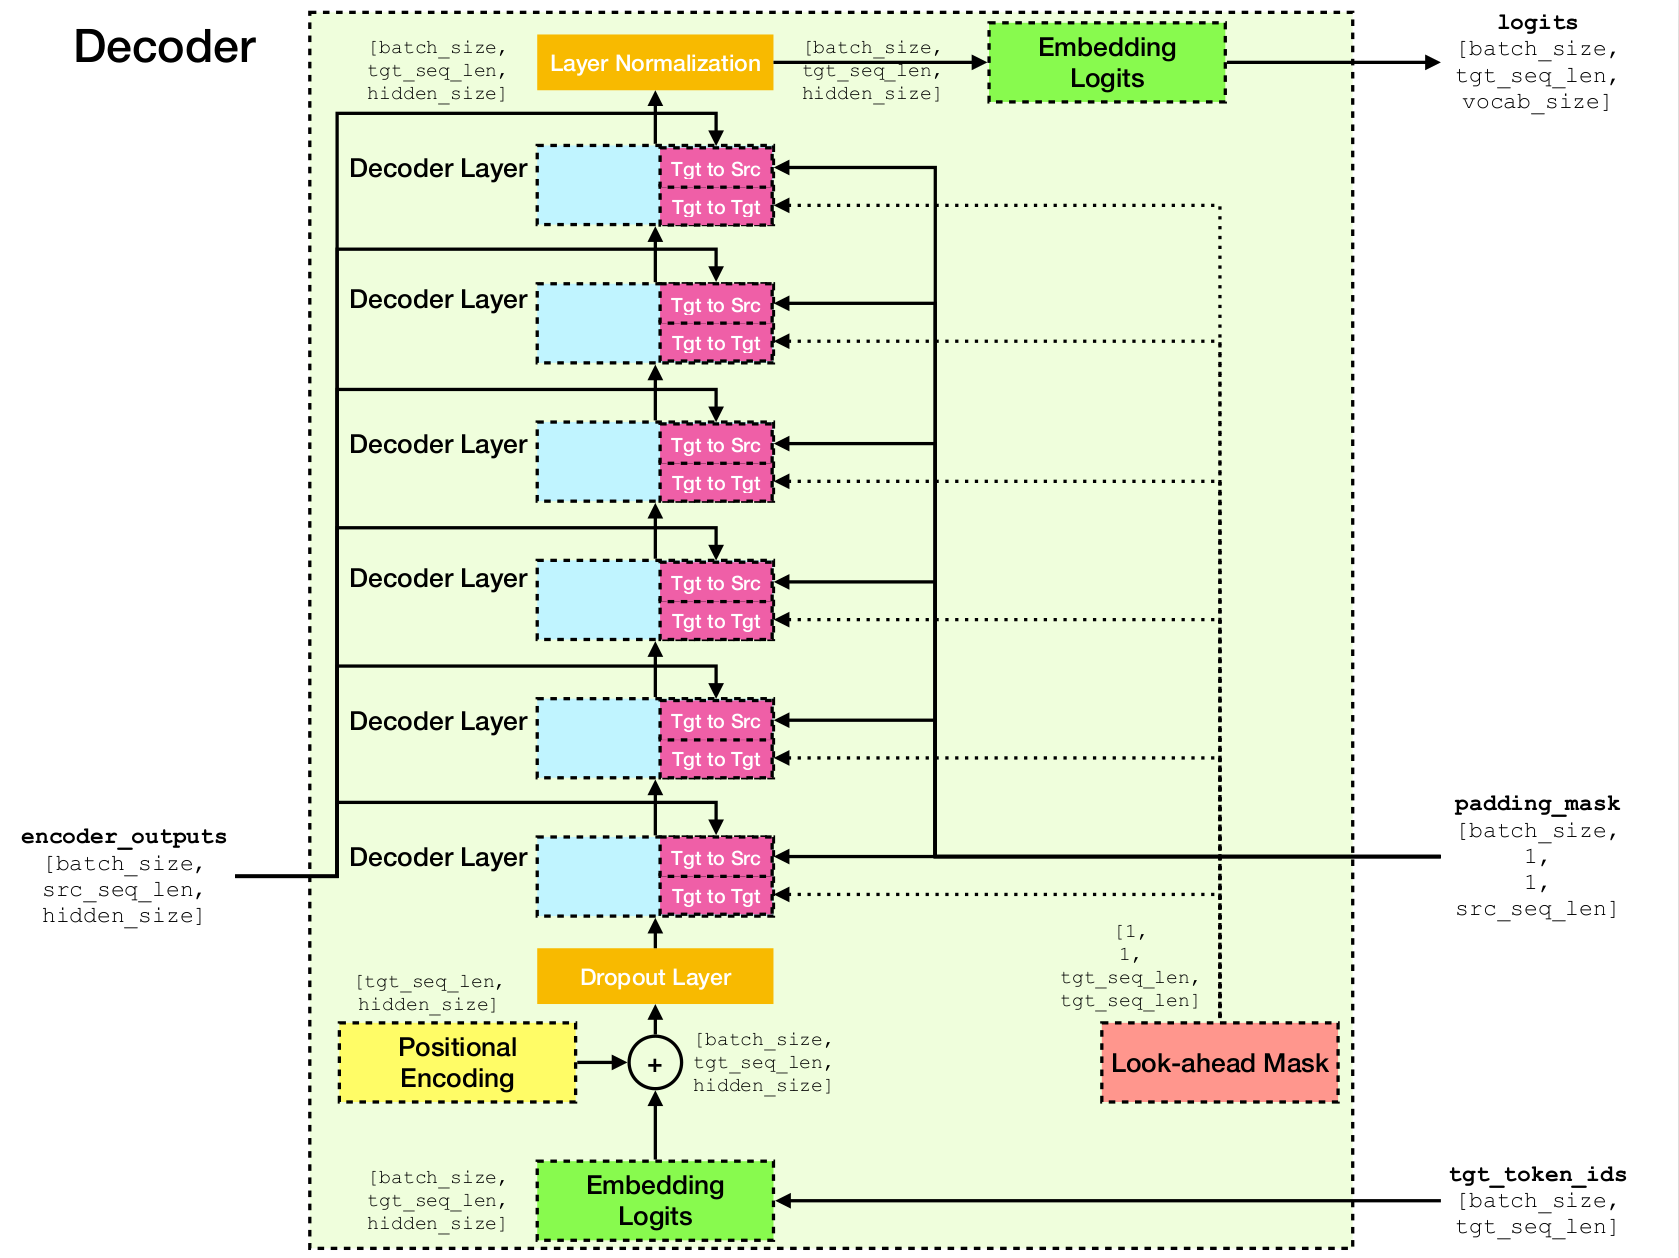 Decoder
[batch_size,
tgt_seq_len,
hidden_size]
Layer Normalization
[batch_size,
tgt_seq_len,
hidden_size]
Embedding
Logits
logits
[batch_size,
tgt_seq_len,
vocab_size]
Decoder Layer
Tgt to Src
Tgt to Tgt
Decoder Layer
Tgt to Src
Tgt to Tgt
Decoder Layer
Tgt to Src
Tgt to Tgt
Decoder Layer
Tgt to Src
Tgt to Tgt
Decoder Layer
Tgt to Src
Tgt to Tgt
Decoder Layer
Tgt to Src
Tgt to Tgt
encoder_outputs
[batch_size,
src_seq_len,
hidden_size]
padding_mask
[batch_size,
1,
1,
src_seq_len]
[1,
1,
tgt_seq_len,
tgt_seq_len]
Dropout Layer
[tgt_seq_len,
hidden_size]
Positional
Encoding
+
[batch_size,
tgt_seq_len,
hidden_size]
Look-ahead Mask
[batch_size,
tgt_seq_len,
hidden_size]
Embedding
Logits
tgt_token_ids
[batch_size,
tgt_seq_len]